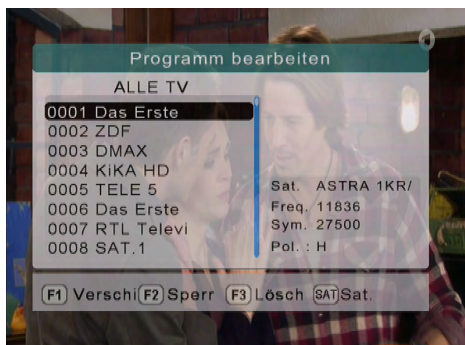 Programm bearbeiten
ALLE TV
0001 Das Erste
0002 ZDF
0003 DMAX
0004 KiKA HD
0005 TELE 5
0006 Das Erste
0007 RTL Televi
0008 SAT.1
Sat. ASTRA 1KR/
Freq. 11836
Sym. 27500
Pol. : H
F1 Verschi F2 Sperr F3 Lösch SAT Sat.